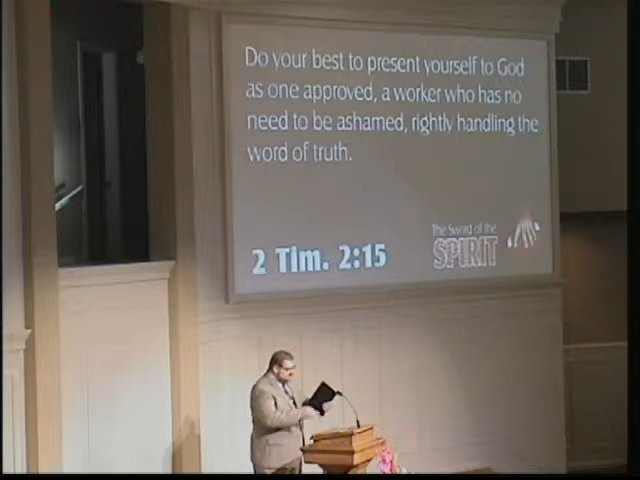 Do your best to present yourself to God
as one approved, a worker who has no
need to be ashamed, rightly handling the
word of truth.
2 Tim. 2:15
The Sword of the
SPIRIT